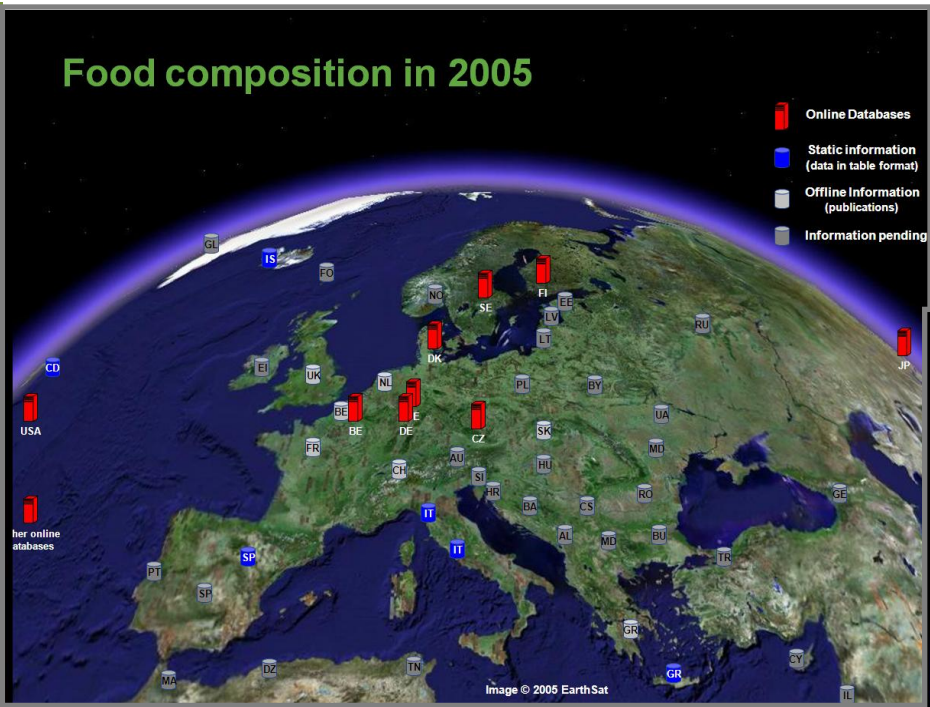 Food composition in 2005
Online Databases
Static information
(data in table format)
Offline Information
(publications)
Information pending
GL
IS
FO
NO
SE
FI
EE
LV
LT
RU
DK
JP
CD
EI
UK
NL
PL
BY
USA
BE
BE
DE
E
CZ
UA
SK
FR
MD
AU
CH
HU
SI
HR
RO
GE
BA
CS
IT
her online
atabases
AL
MD
BU
IT
SP
TR
PT
SP
GR
CY
TN
DZ
GR
MA
Image © 2005 EarthSat
IL